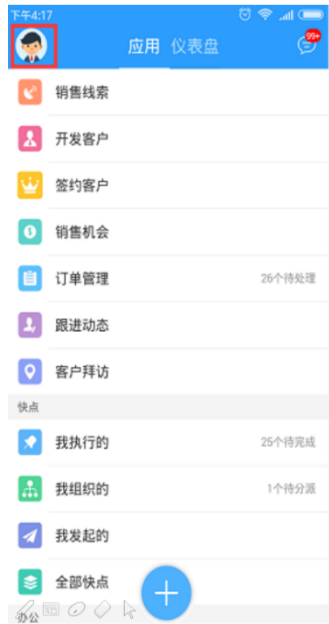 下午4:17
应用 仪表盘 99+
销售线索
开发客户
签约客户
销售机会
订单管理 26个待处理
跟进动态
客户拜访
快点
我执行的 25个待完成
我组织的 1个待分派
我发起的
全部快点
办公